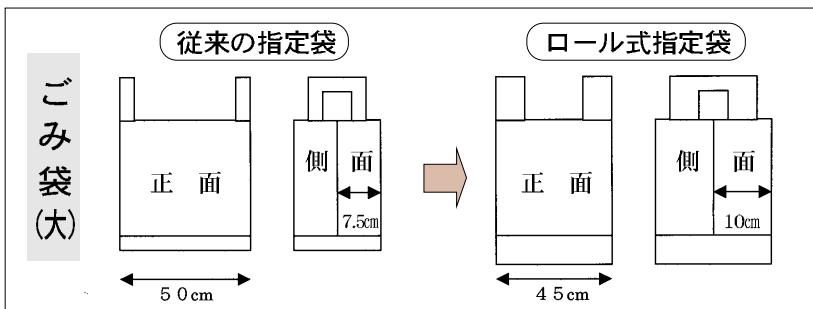 従来の指定袋
ロール式指定袋
ごみ袋(大)
正面
側面
7.5cm
50cm
正面
側面
10cm
45cm